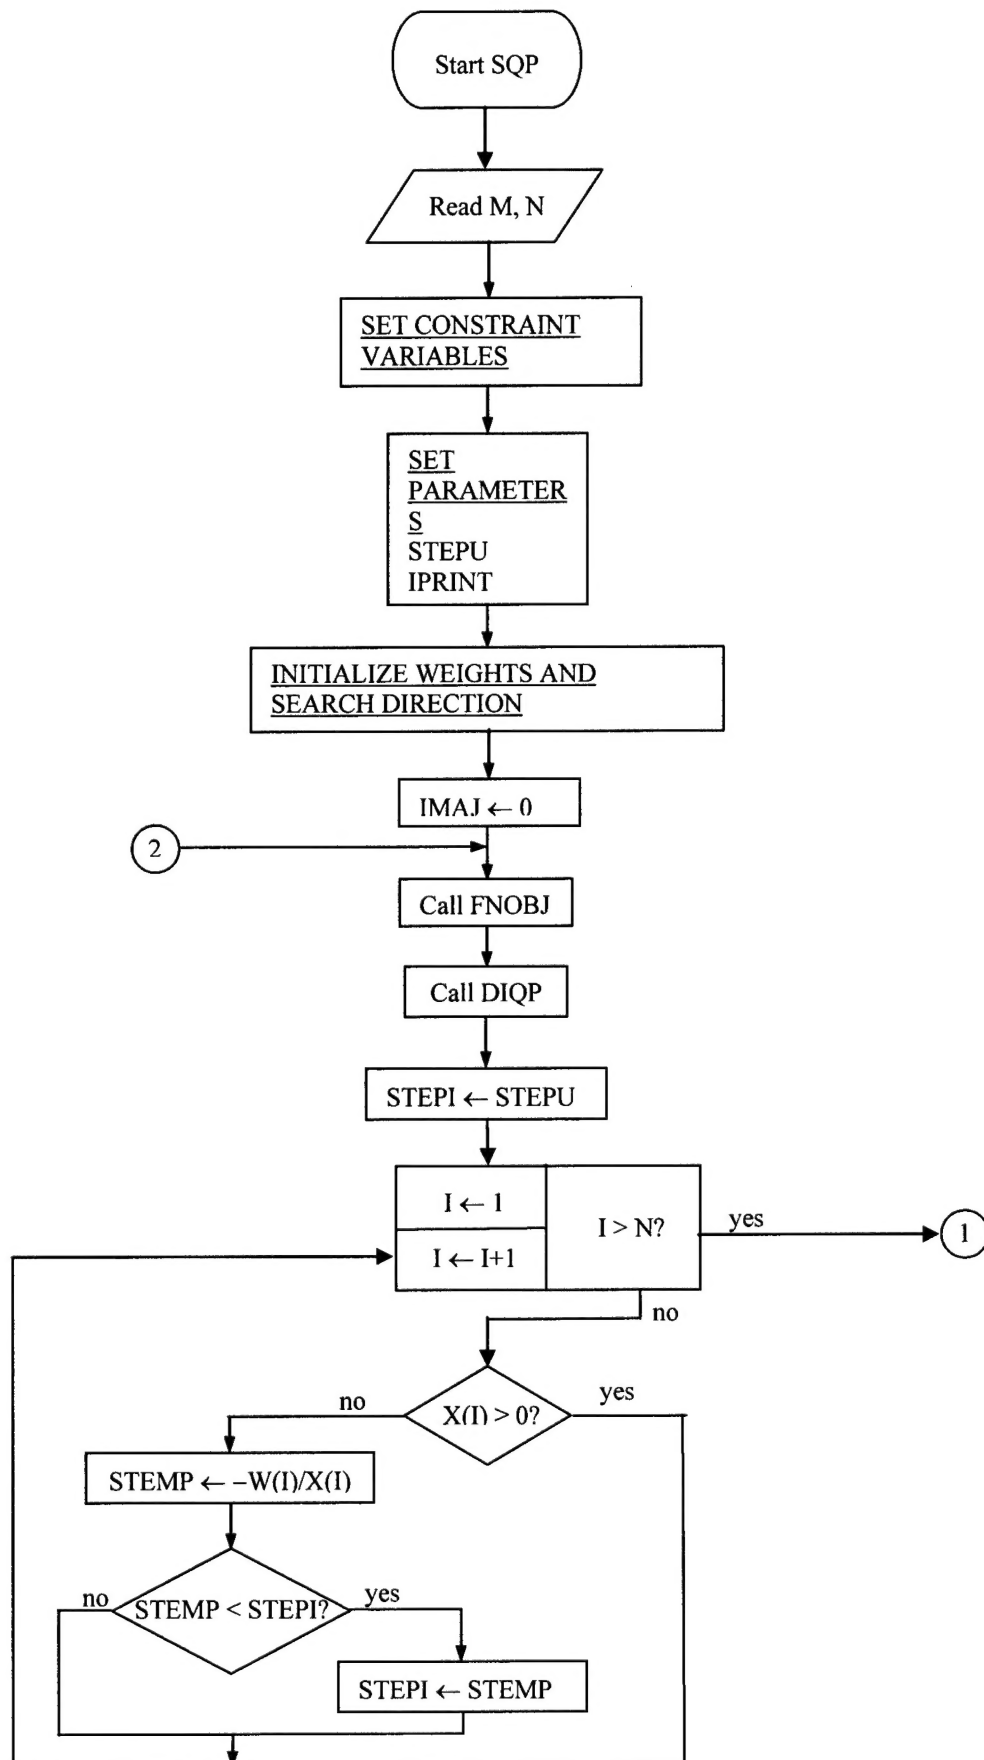 Start SQP
Read M, N
SET CONSTRAINT
VARIABLES
SET
PARAMETER
S
STEPU
IPRINT
INITIALIZE WEIGHTS AND
SEARCH DIRECTION
IMAJ ← 0
2
Call FNOBJ
Call DIQP
STEPI ← STEPU
I ← 1
I ← I+1
I > N?
yes
1
no
X(I) > 0?
no
yes
STEMP ← –W(I)/X(I)
STEMP < STEPI?
no
yes
STEPI ← STEMP